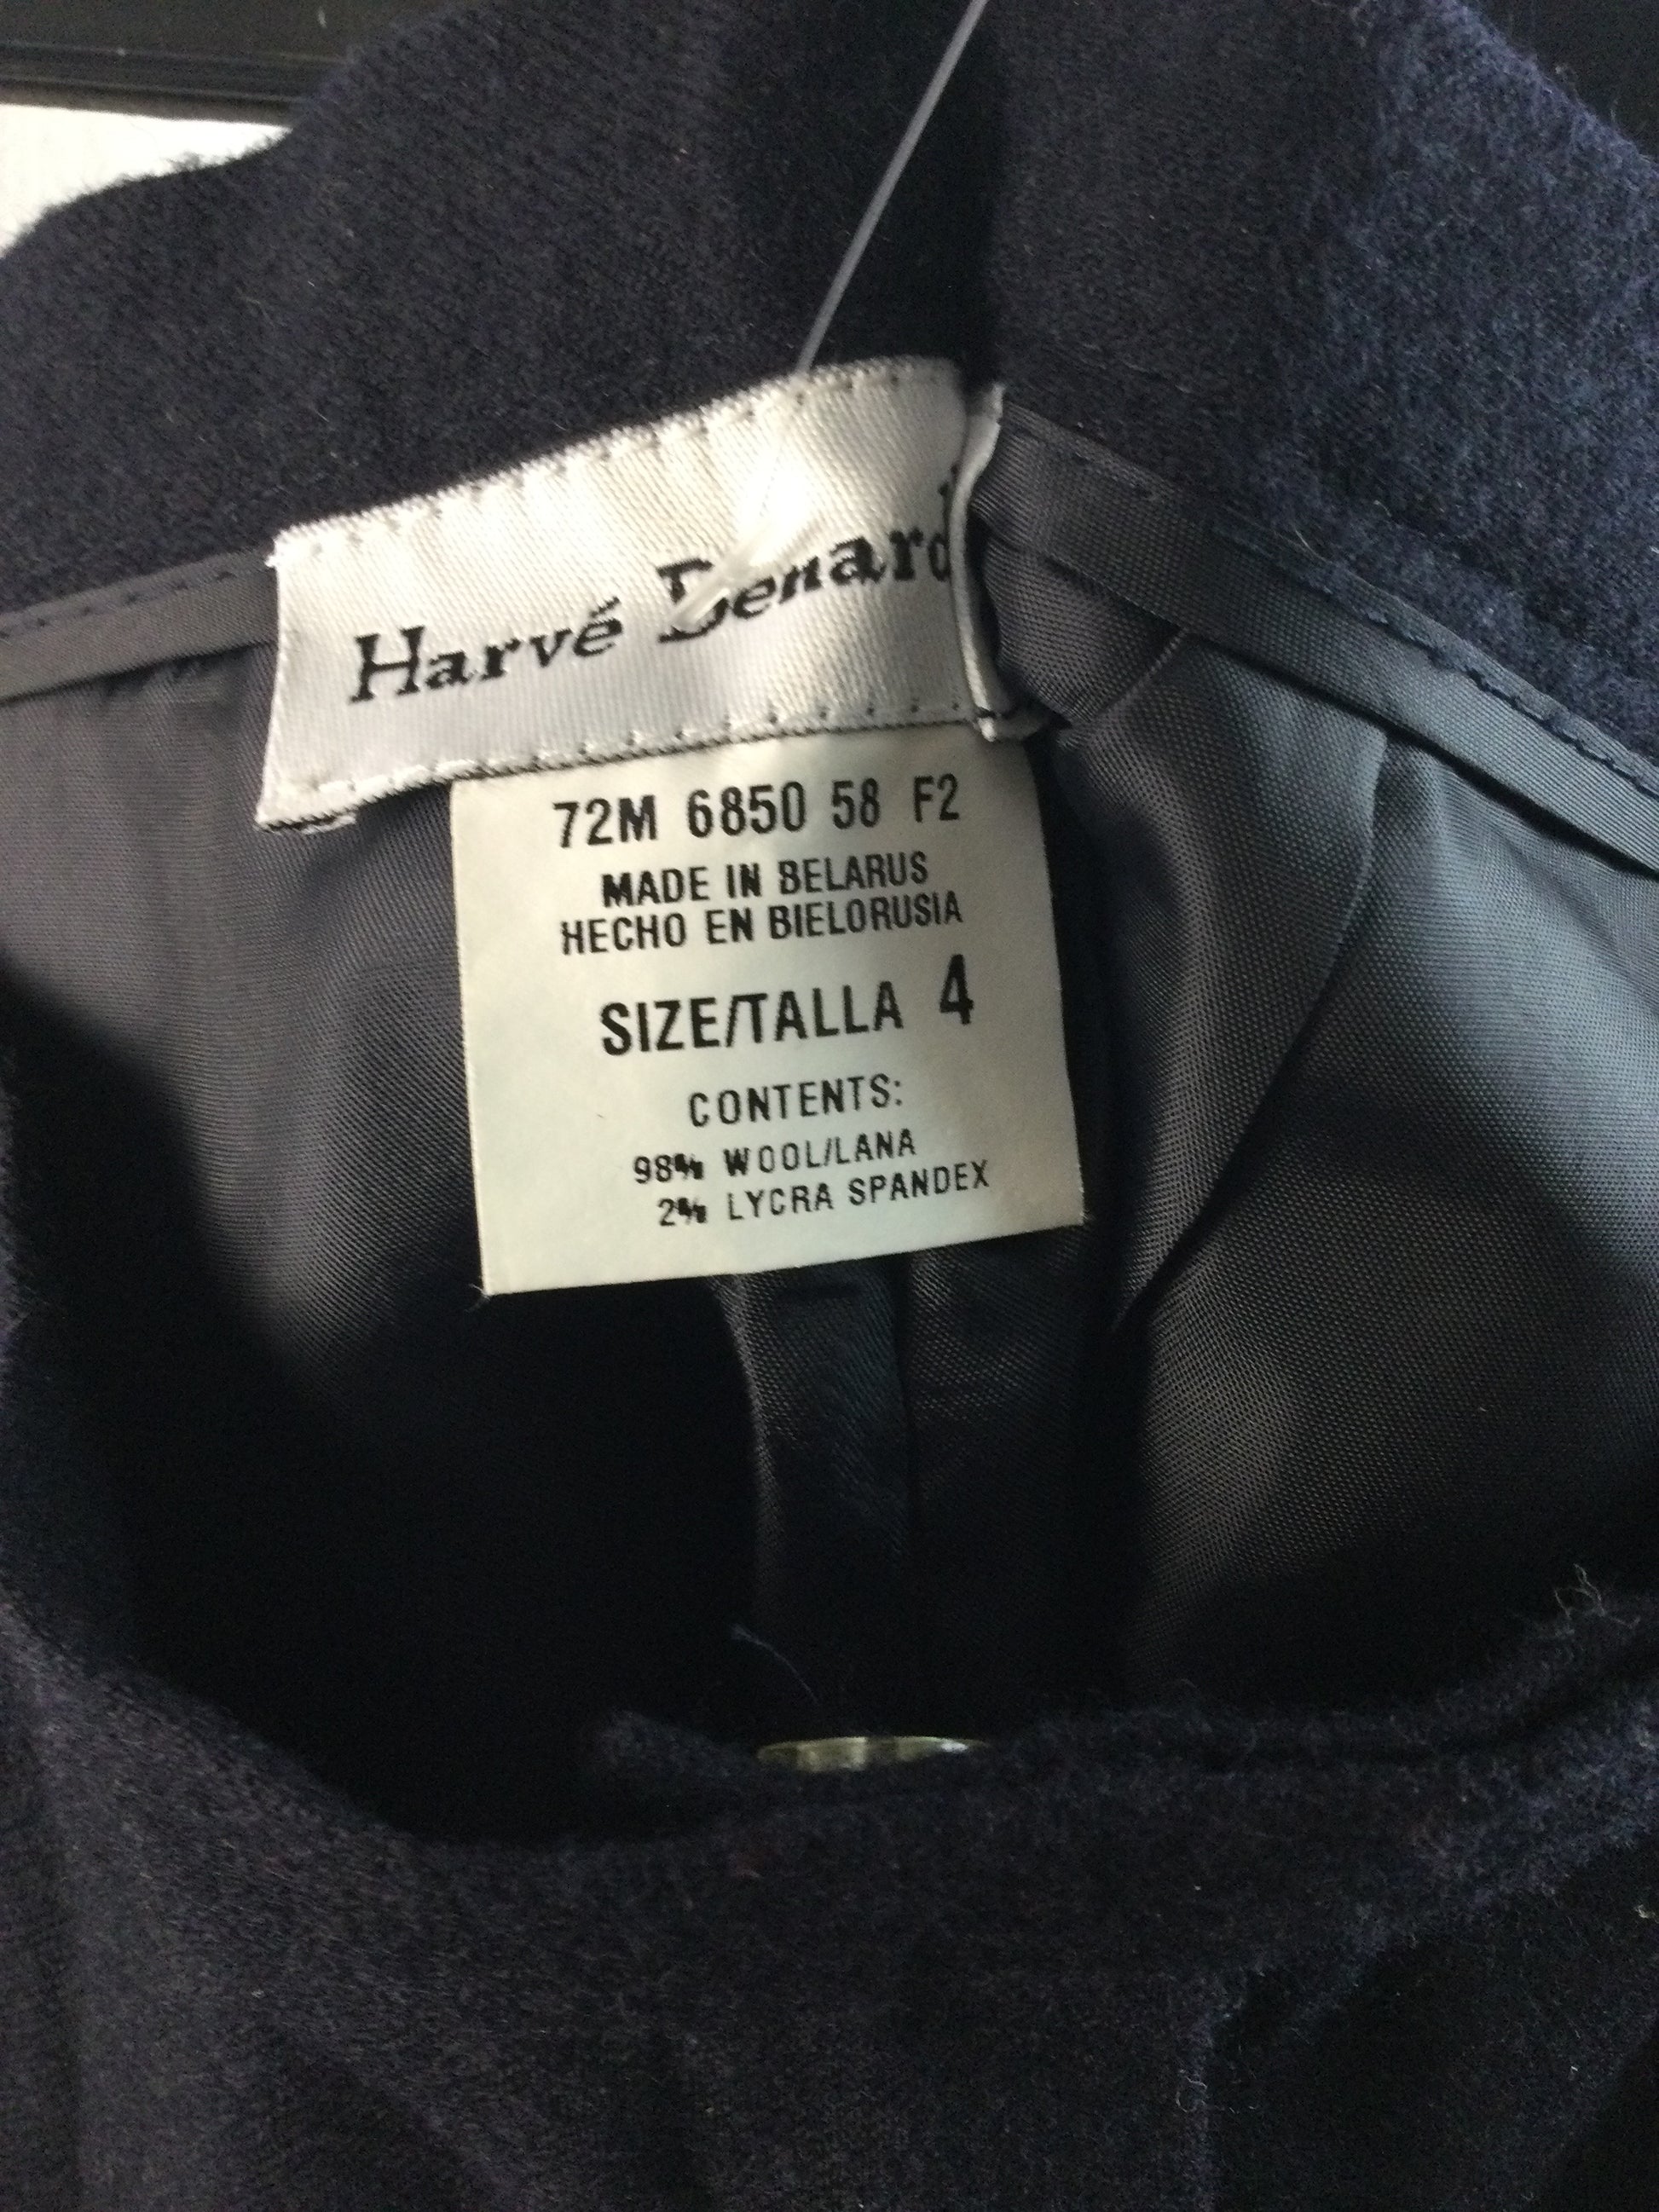 Harvé Benard
72M 6850 58 F2
MADE IN BELARUS
HECHO EN BIELORUSIA
SIZE/TALLA 4
CONTENTS:
98% WOOL/LANA
2% LYCRA SPANDEX